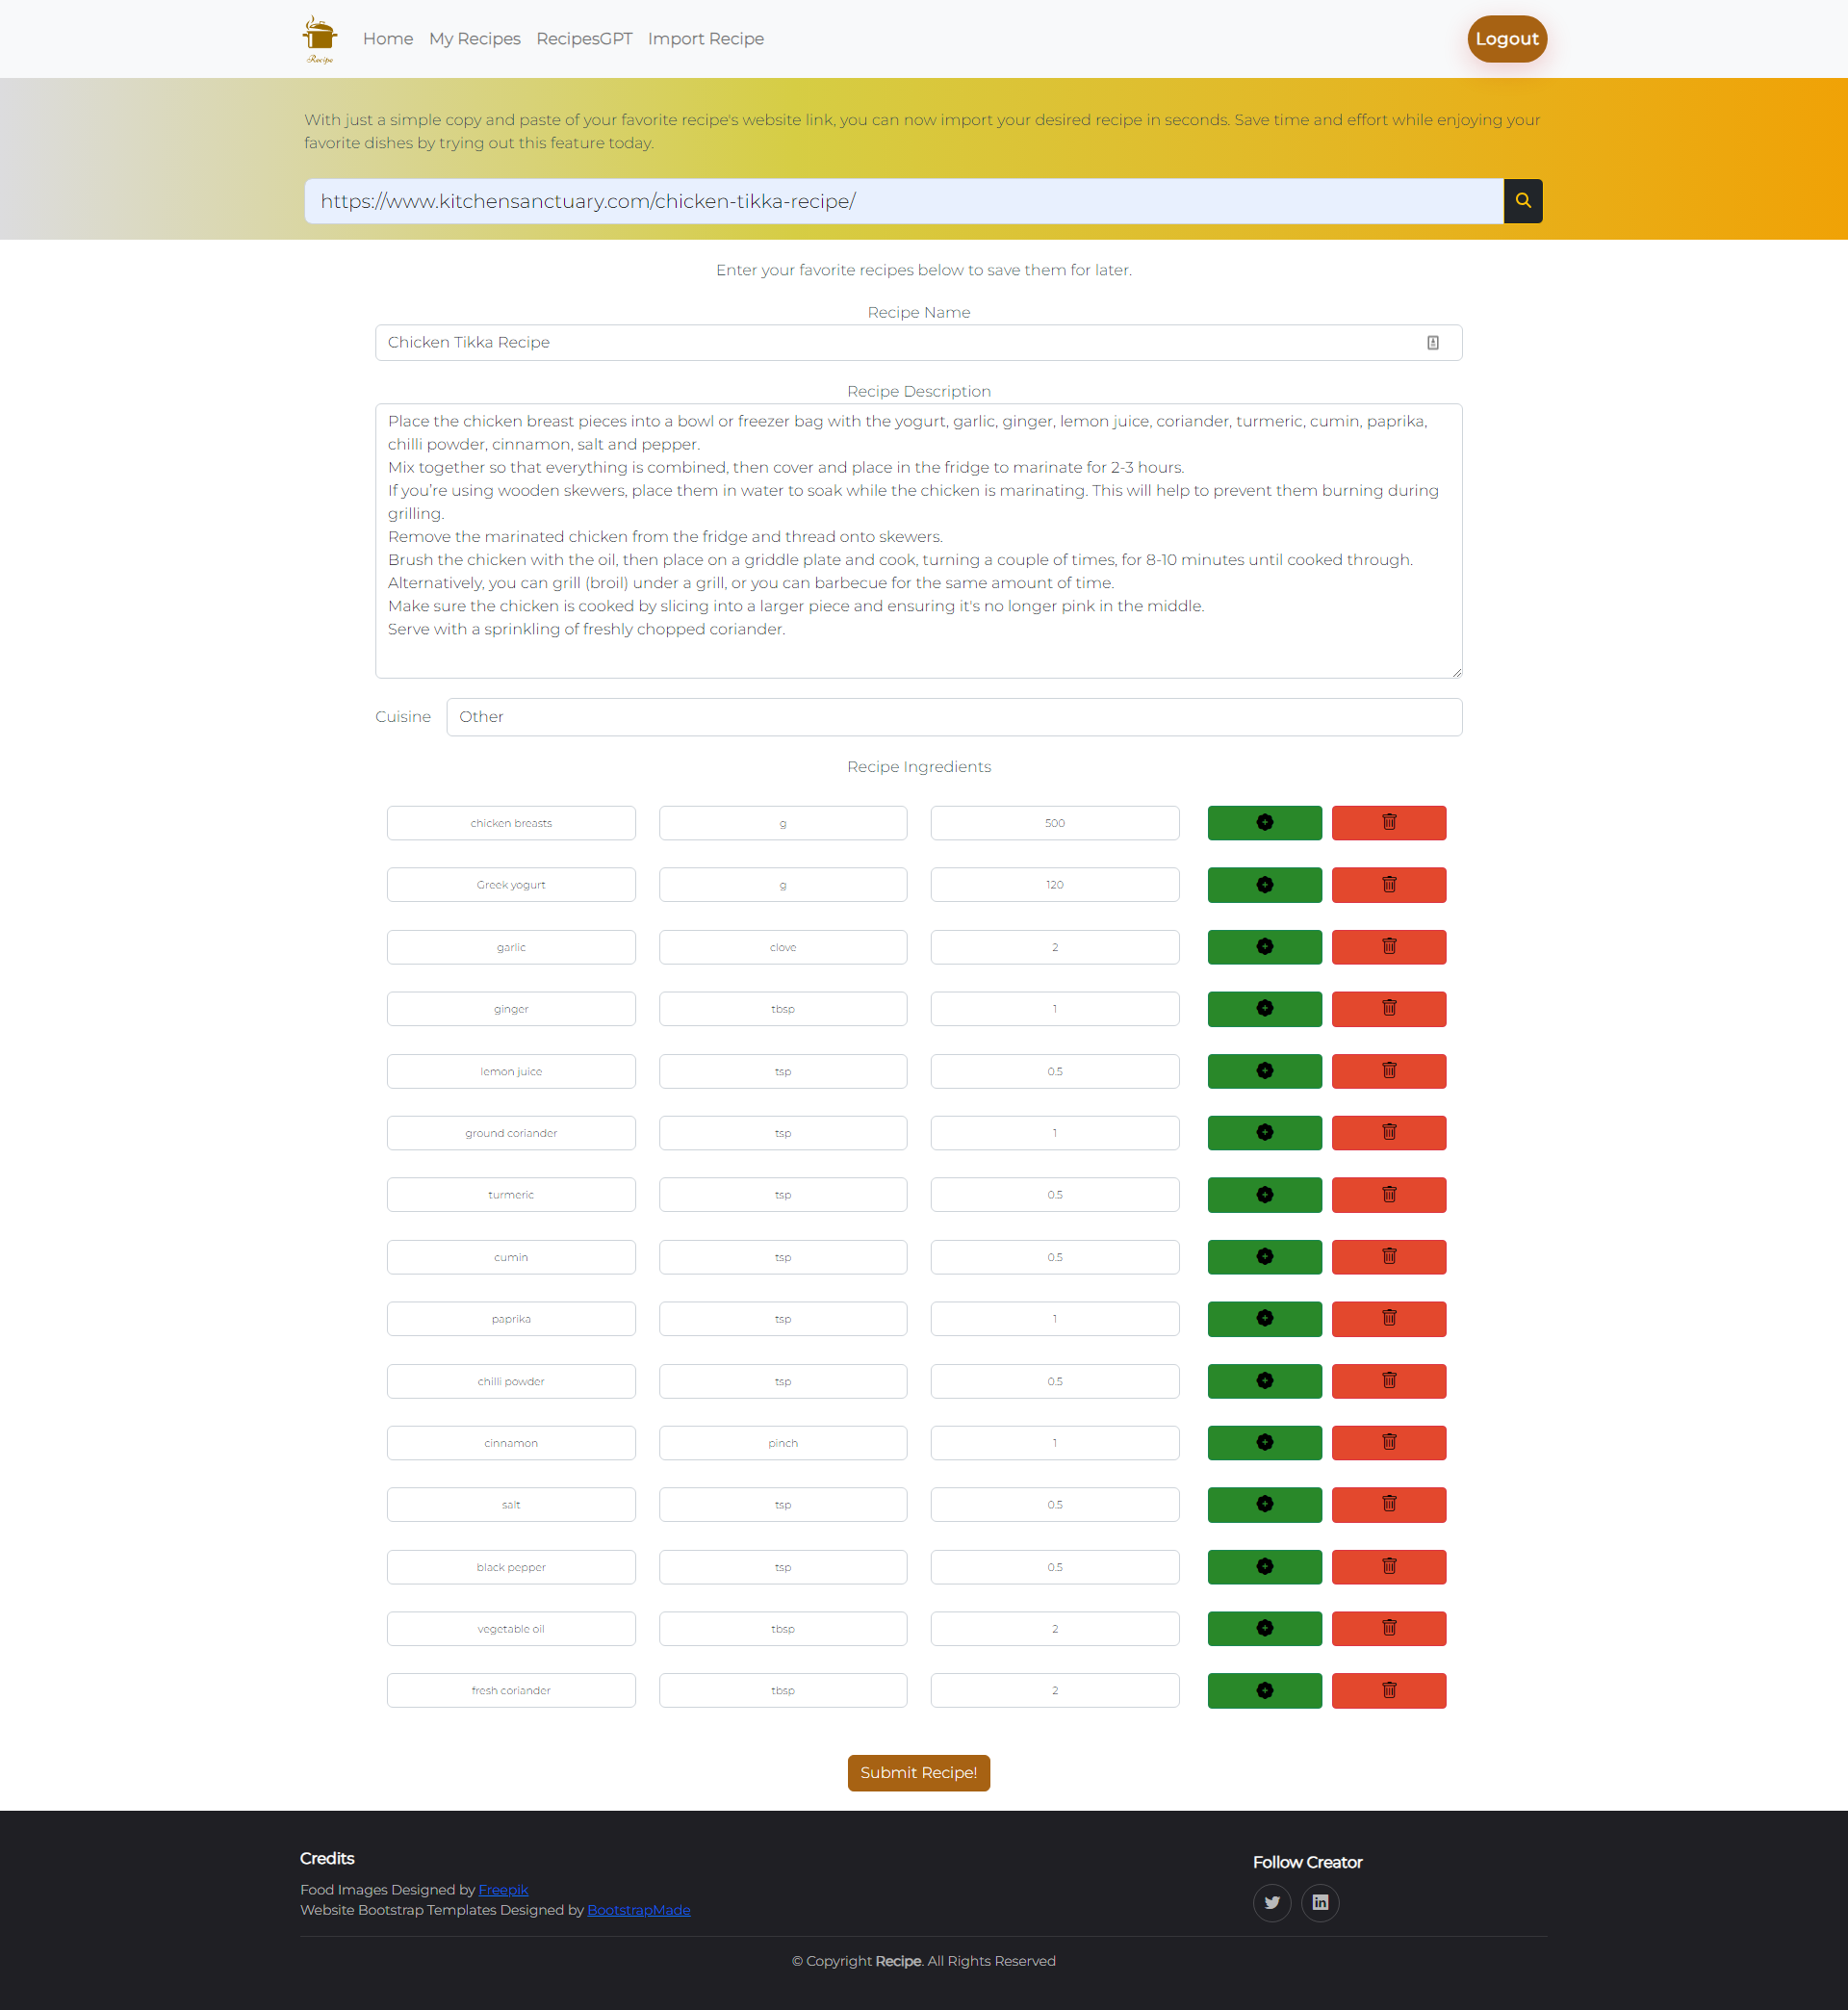 Recipe
Home My Recipes RecipesGPT Import Recipe Logout
With just a simple copy and paste of your favorite recipe's website link, you can now import your desired recipe in seconds. Save time and effort while enjoying your
favorite dishes by trying out this feature today.
https://www.kitchensanctuary.com/chicken-tikka-recipe/
Enter your favorite recipes below to save them for later.
Recipe Name
Chicken Tikka Recipe
Recipe Description
Place the chicken breast pieces into a bowl or freezer bag with the yogurt, garlic, ginger, lemon juice, coriander, turmeric, cumin, paprika,
chilli powder, cinnamon, salt and pepper.
Mix together so that everything is combined, then cover and place in the fridge to marinate for 2-3 hours.
If you’re using wooden skewers, place them in water to soak while the chicken is marinating. This will help to prevent them burning during
grilling.
Remove the marinated chicken from the fridge and thread onto skewers.
Brush the chicken with the oil, then place on a griddle plate and cook, turning a couple of times, for 8-10 minutes until cooked through.
Alternatively, you can grill (broil) under a grill, or you can barbecue for the same amount of time.
Make sure the chicken is cooked by slicing into a larger piece and ensuring it's no longer pink in the middle.
Serve with a sprinkling of freshly chopped coriander.
Cuisine Other
Recipe Ingredients
chicken breasts g 500
Greek yogurt g 120
garlic clove 2
ginger tbsp 1
lemon juice tsp 0.5
ground coriander tsp 1
turmeric tsp 0.5
cumin tsp 0.5
paprika tsp 1
chilli powder tsp 0.5
cinnamon pinch 1
salt tsp 0.5
black pepper tsp 0.5
vegetable oil tbsp 2
fresh coriander tbsp 2
Submit Recipe!
Credits
Food Images Designed by Freepik
Website Bootstrap Templates Designed by BootstrapMade
Follow Creator
© Copyright Recipe. All Rights Reserved